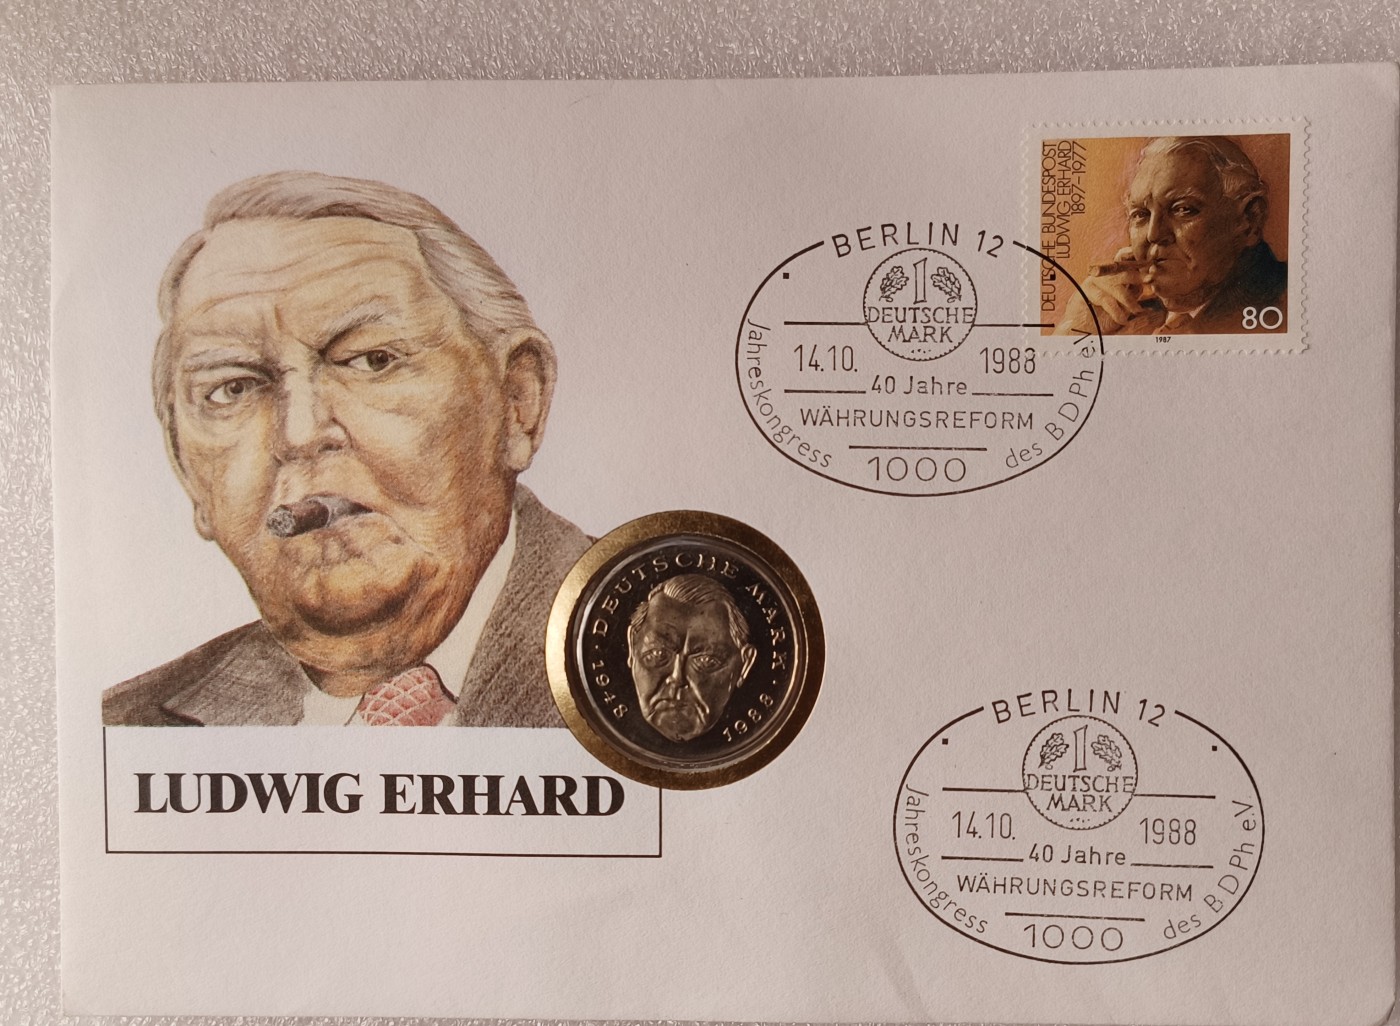 DEUTSCHE BUNDESPOST
LUDWIG ERHARD
1897-1977
80
1987
BERLIN 12
1
DEUTSCHE
MARK
14.10. 1988
40 Jahre
WÄHRUNGSREFORM
1000
Jahreskongress des BDPh e.V
DEUTSCHE MARK
1948 1988
LUDWIG ERHARD
BERLIN 12
1
DEUTSCHE
MARK
14.10. 1988
40 Jahre
WÄHRUNGSREFORM
1000
Jahreskongress des BDPh e.V